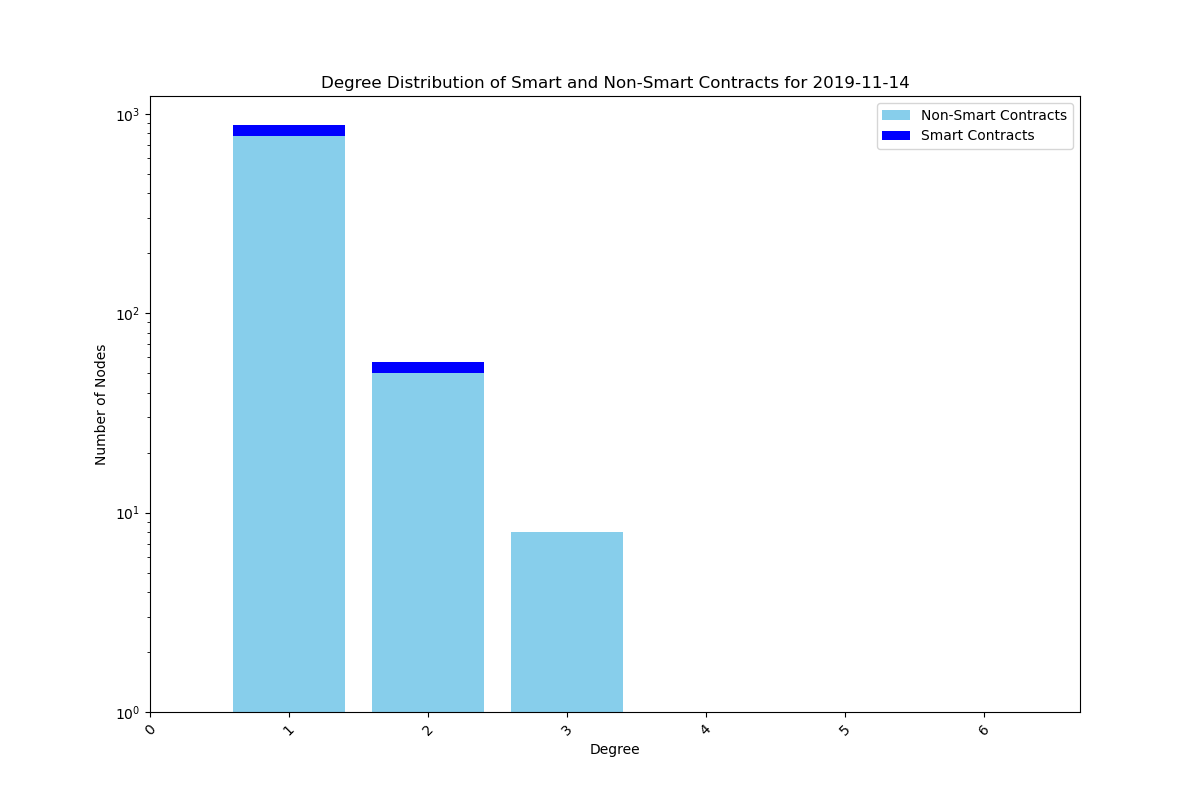 Degree Distribution of Smart and Non-Smart Contracts for 2019-11-14
Non-Smart Contracts
Smart Contracts
Number of Nodes
10³
10²
10¹
10⁰
0 1 2 3 4 5 6
Degree